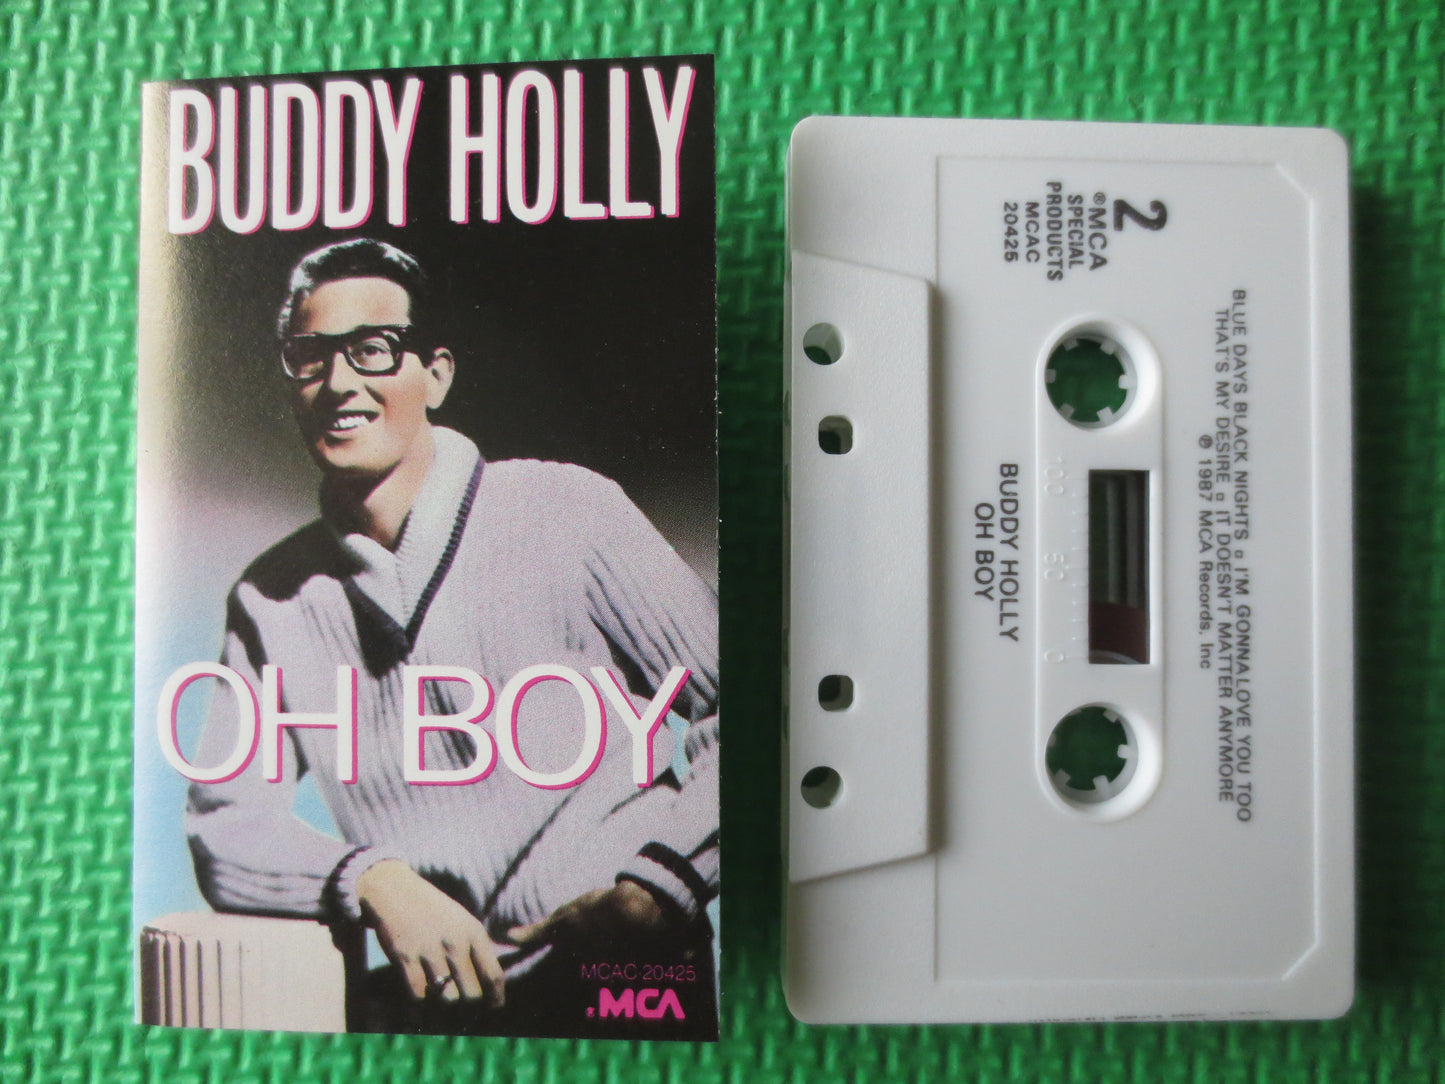 BUDDY HOLLY
OH BOY
MCAC-20425
®MCA
2
®MCA
SPECIAL
PRODUCTS
MCAC
20425
BUDDY HOLLY
OH BOY
100 50 0
BLUE DAYS BLACK NIGHTS ▫ I'M GONNA LOVE YOU TOO
THAT'S MY DESIRE ▫ IT DOESN'T MATTER ANYMORE
℗ 1987 MCA Records, Inc